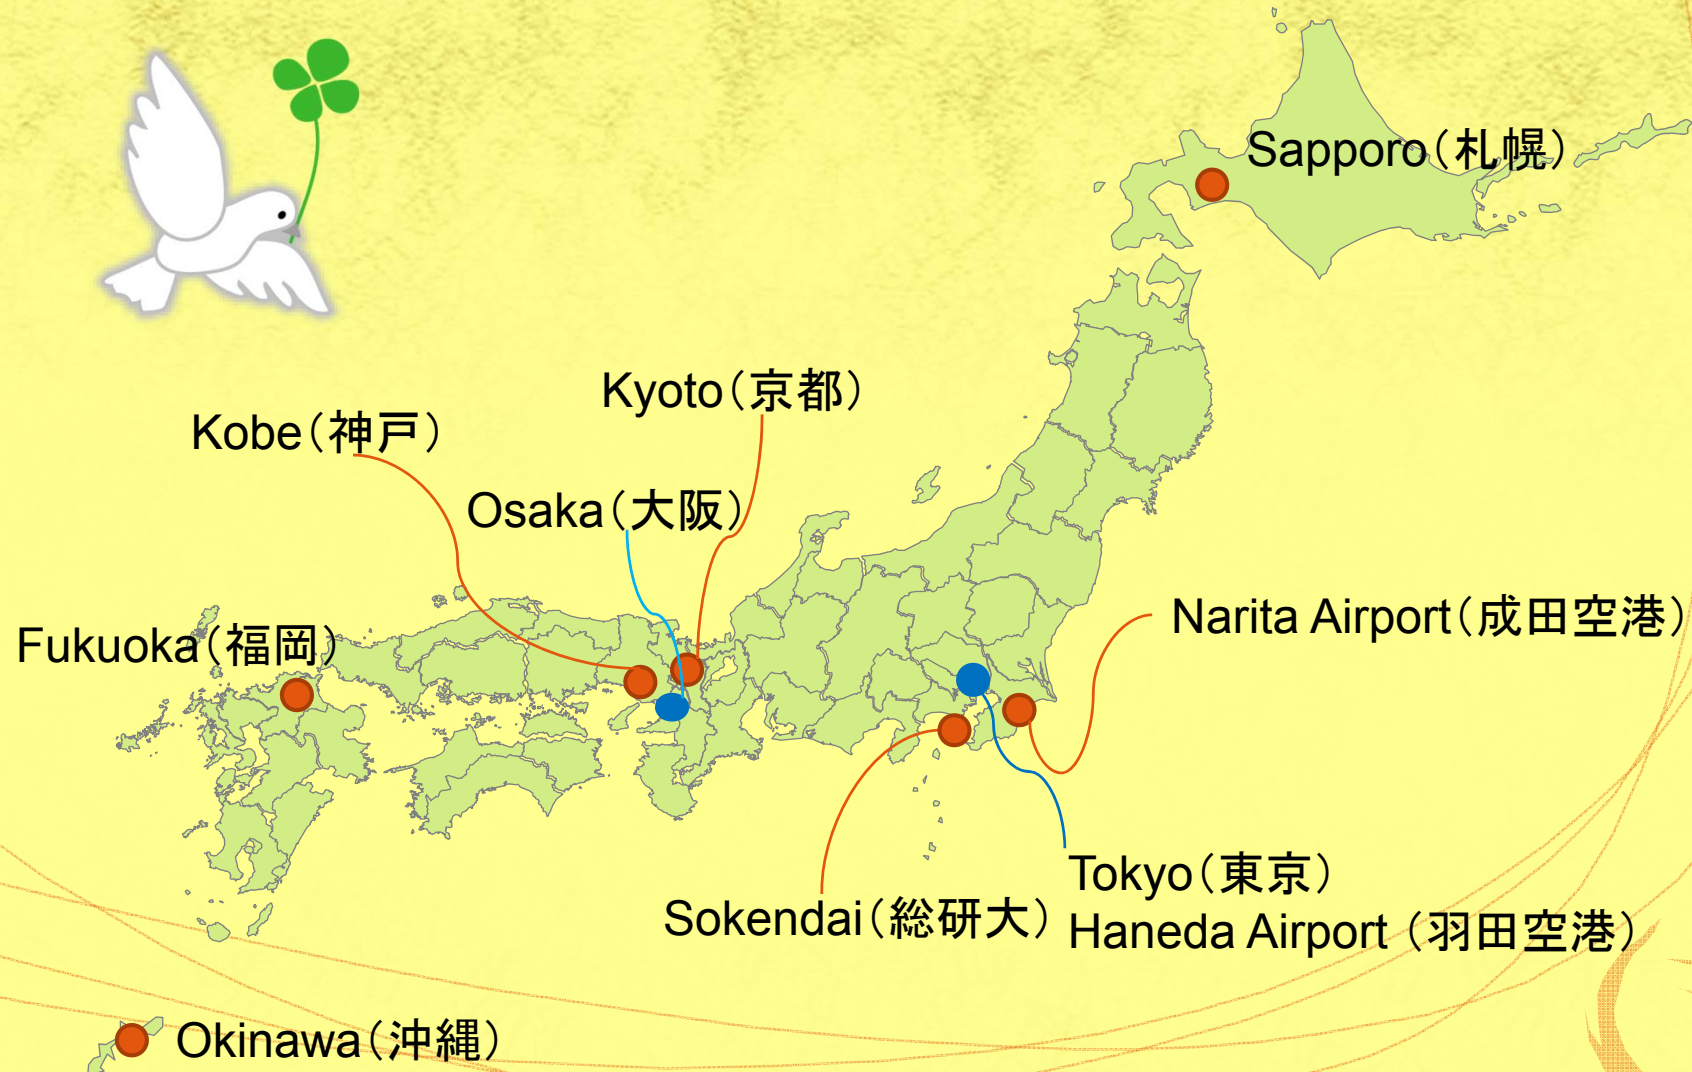 Sapporo(札幌)
Kyoto(京都)
Kobe(神戸)
Osaka(大阪)
Narita Airport(成田空港)
Fukuoka(福岡)
Tokyo(東京)
Sokendai(総研大)
Haneda Airport (羽田空港)
Okinawa(沖縄)